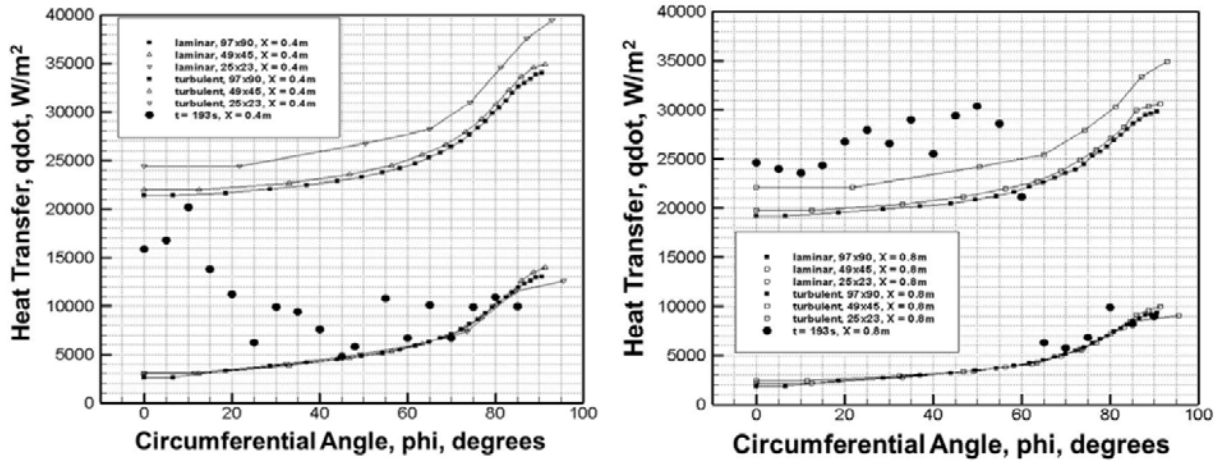 Heat Transfer, qdot, W/m²
40000
35000
30000
25000
20000
15000
10000
5000
0
laminar, 97x90, X = 0.4m
laminar, 49x45, X = 0.4m
laminar, 25x23, X = 0.4m
turbulent, 97x90, X = 0.4m
turbulent, 49x45, X = 0.4m
turbulent, 25x23, X = 0.4m
t = 193s, X = 0.4m
0 20 40 60 80 100
Circumferential Angle, phi, degrees
Heat Transfer, qdot, W/m²
40000
35000
30000
25000
20000
15000
10000
5000
0
laminar, 97x90, X = 0.8m
laminar, 49x45, X = 0.8m
laminar, 25x23, X = 0.8m
turbulent, 97x90, X = 0.8m
turbulent, 49x45, X = 0.8m
turbulent, 25x23, X = 0.8m
t = 193s, X = 0.8m
0 20 40 60 80 100
Circumferential Angle, phi, degrees